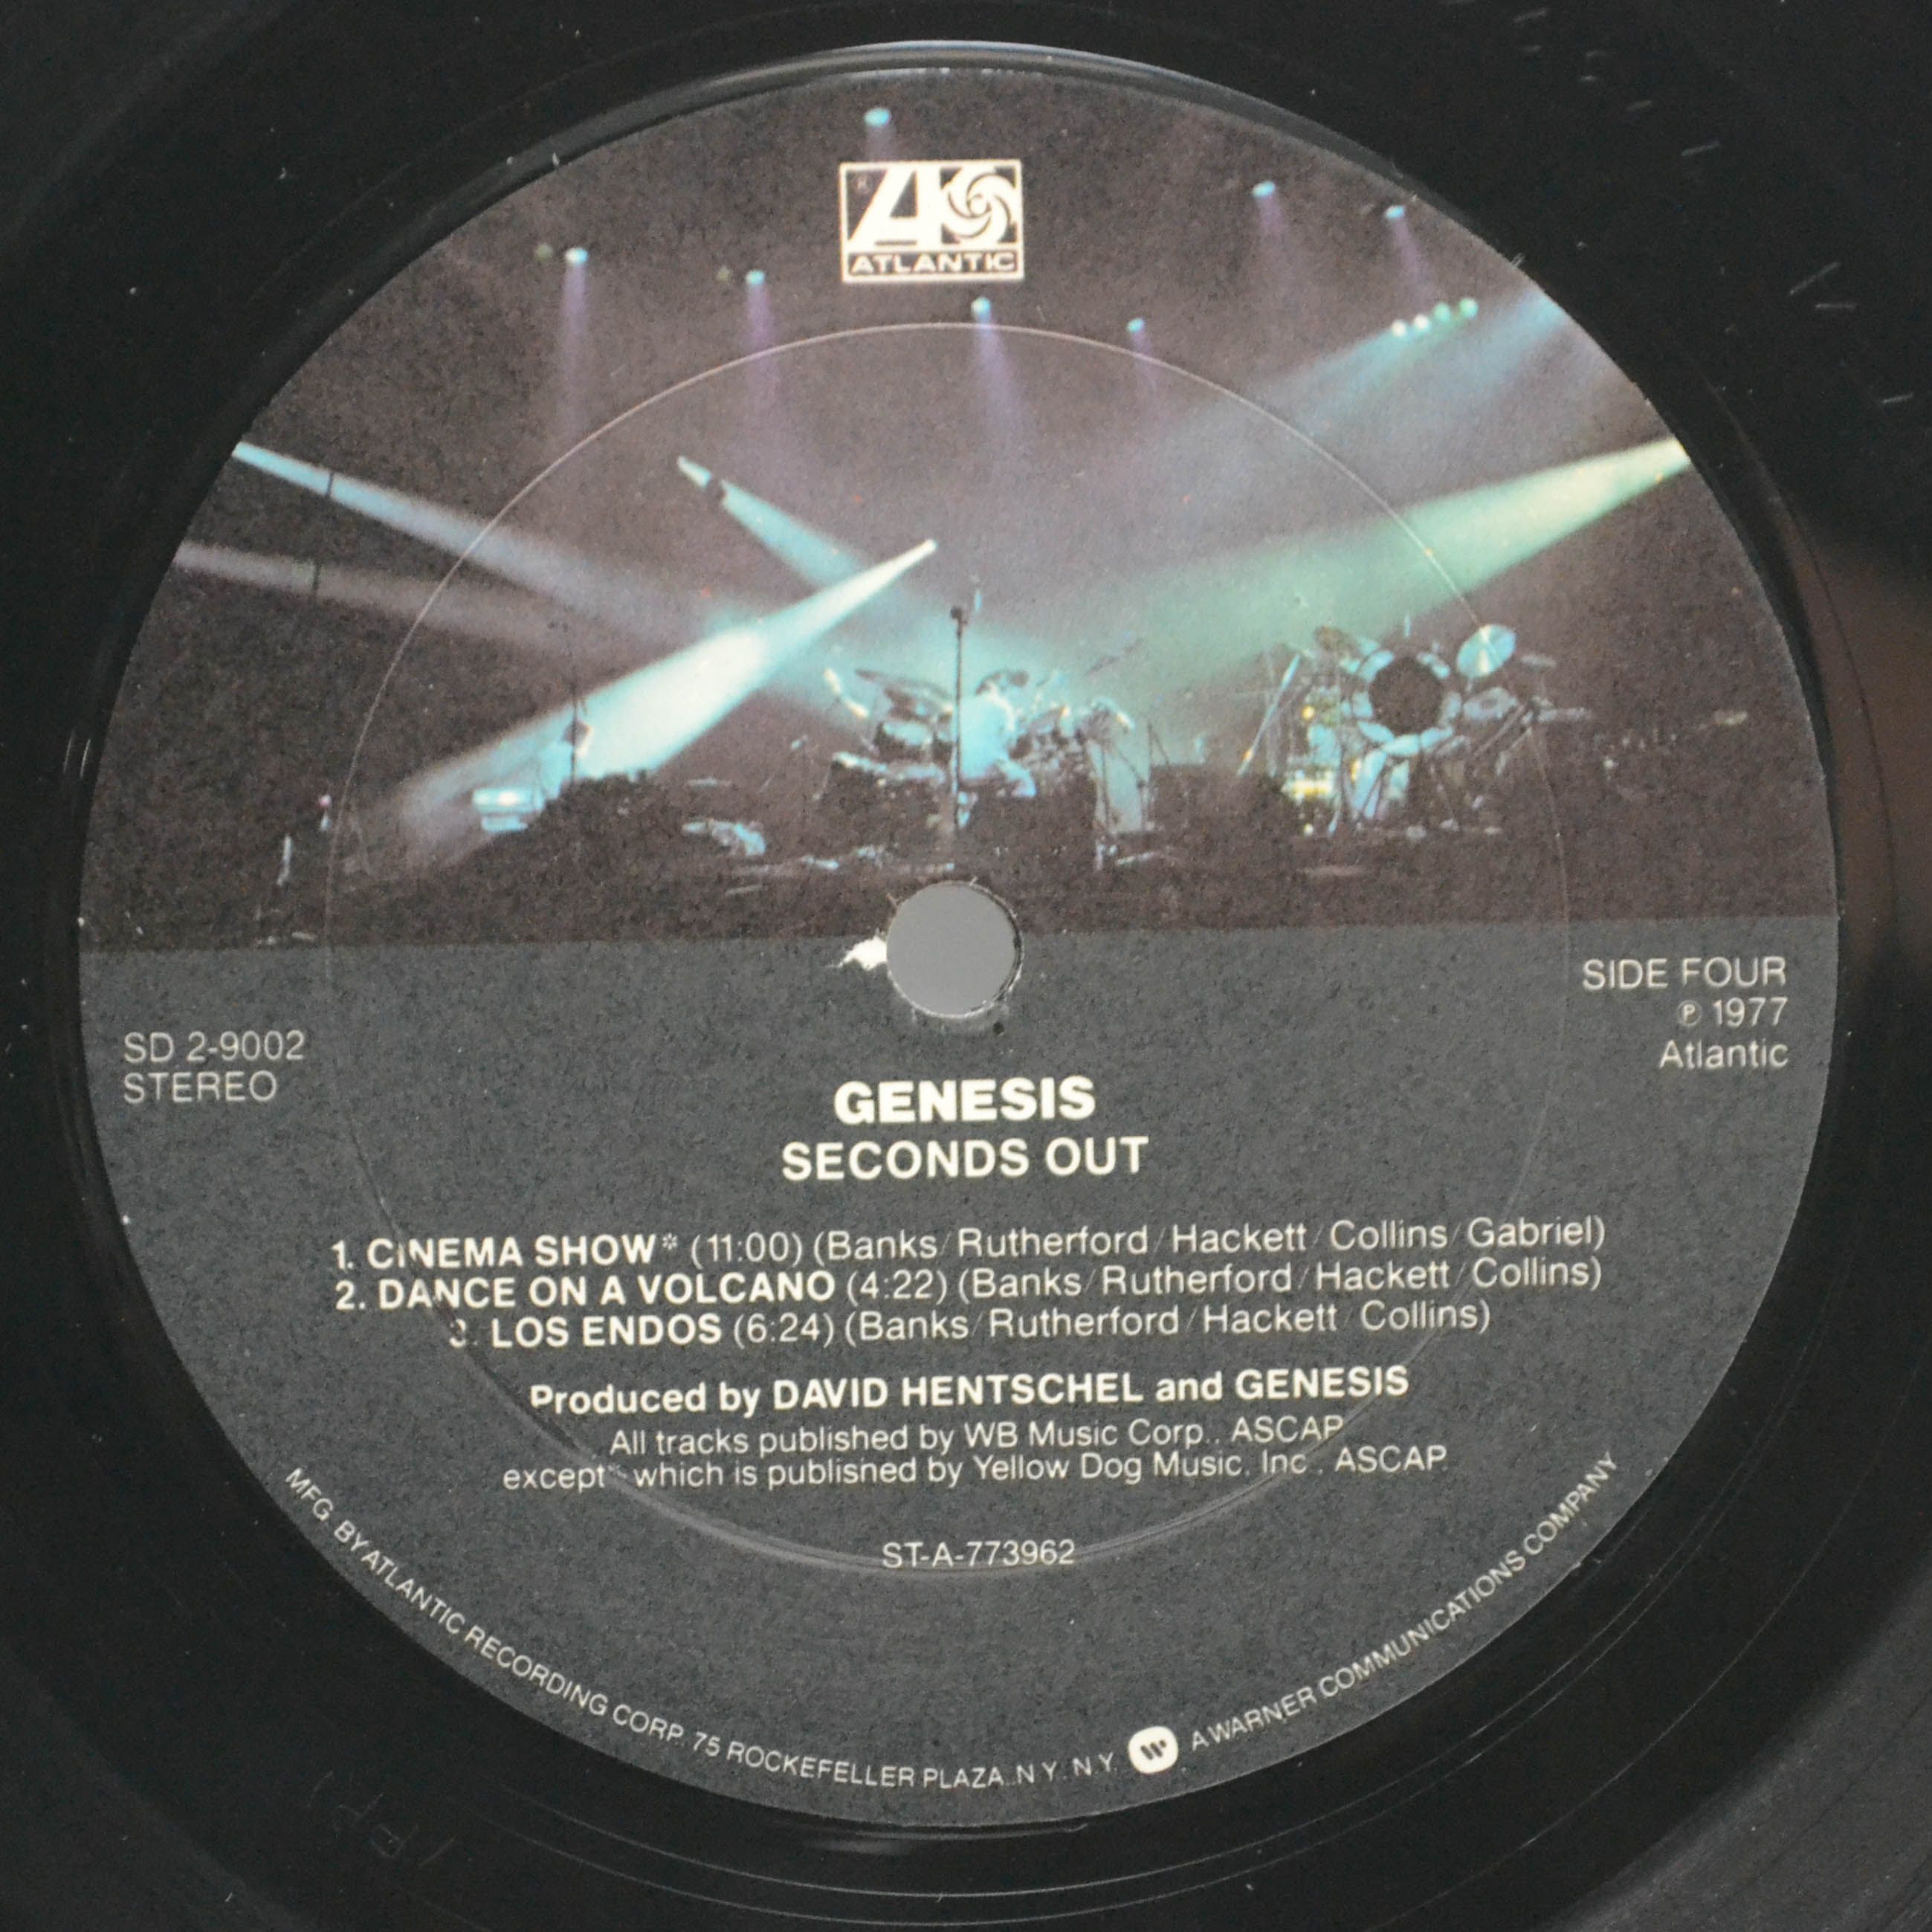 ATLANTIC
SIDE FOUR
℗ 1977
Atlantic
SD 2-9002
STEREO
GENESIS
SECONDS OUT
1. CINEMA SHOW* (11:00) (Banks/Rutherford/Hackett/Collins/Gabriel)
2. DANCE ON A VOLCANO (4:22) (Banks/Rutherford/Hackett/Collins)
3. LOS ENDOS (6:24) (Banks/Rutherford/Hackett/Collins)
Produced by DAVID HENTSCHEL and GENESIS
All tracks published by WB Music Corp., ASCAP
except* which is published by Yellow Dog Music, Inc., ASCAP
ST-A-773962
MFG. BY ATLANTIC RECORDING CORP. 75 ROCKEFELLER PLAZA, N.Y., N.Y. A WARNER COMMUNICATIONS COMPANY